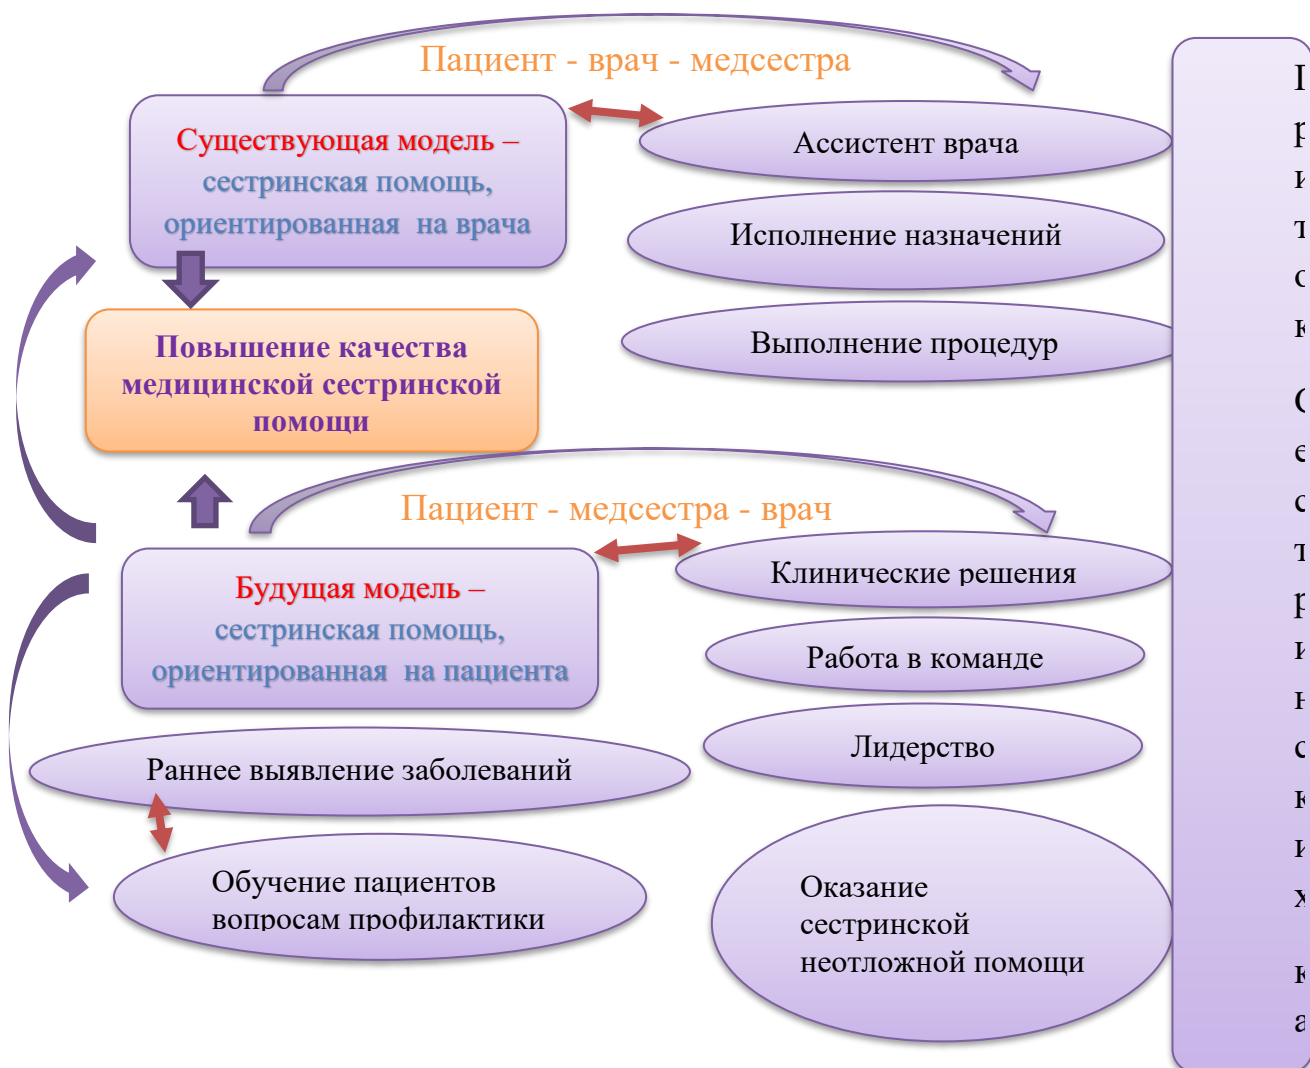 Пациент - врач - медсестра
Существующая модель –
сестринская помощь,
ориентированная на врача
Ассистент врача
Исполнение назначений
Выполнение процедур
Повышение качества
медицинской сестринской
помощи
Пациент - медсестра - врач
Будущая модель –
сестринская помощь,
ориентированная на пациента
Клинические решения
Работа в команде
Лидерство
Раннее выявление заболеваний
Обучение пациентов
вопросам профилактики
Оказание
сестринской
неотложной помощи